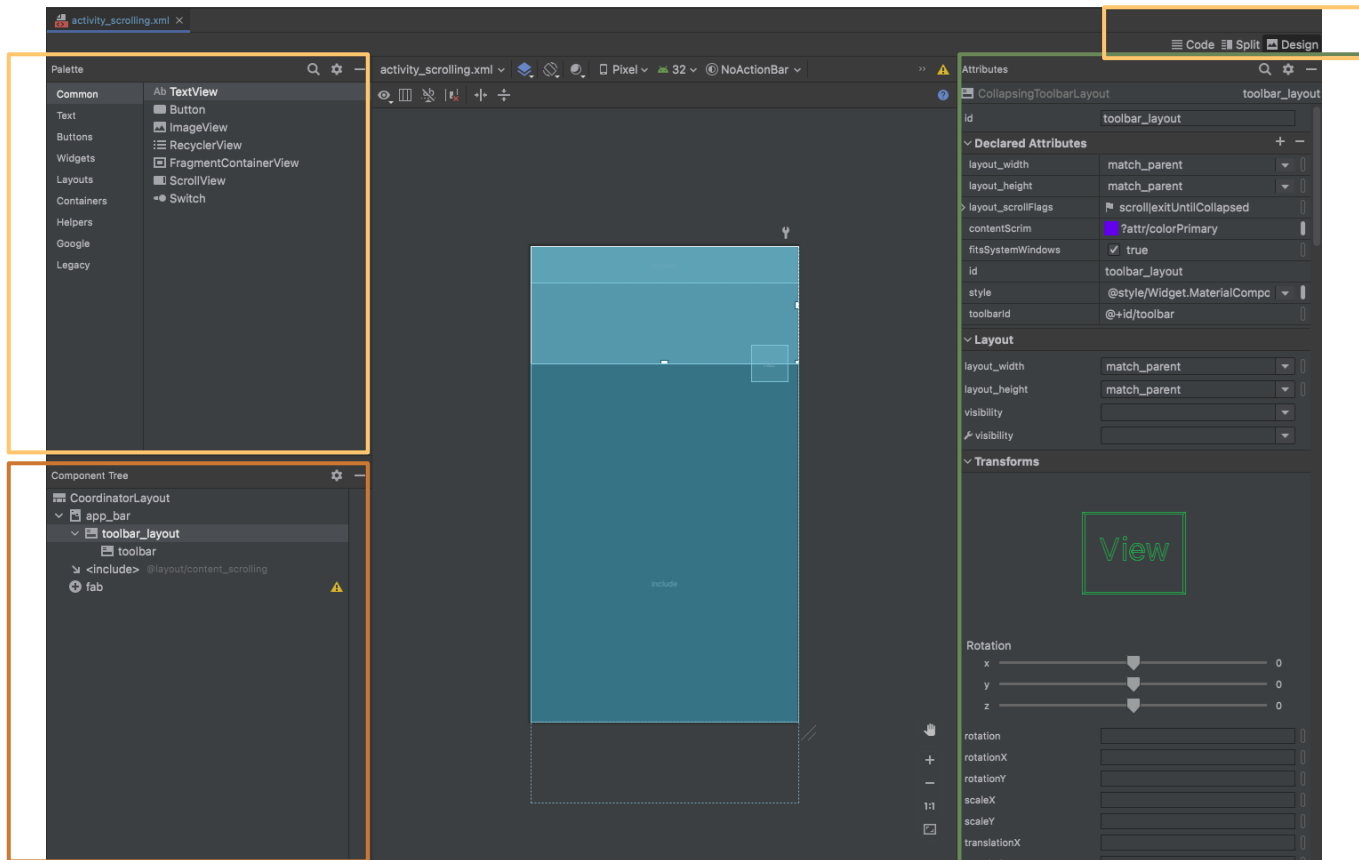 activity_scrolling.xml
Code Split Design
Palette
Common
Text
Buttons
Widgets
Layouts
Containers
Helpers
Google
Legacy
Ab TextView
Button
ImageView
RecyclerView
FragmentContainerView
ScrollView
Switch
activity_scrolling.xml Pixel 32 NoActionBar
Component Tree
CoordinatorLayout
app_bar
toolbar_layout
toolbar
<include> @layout/content_scrolling
fab
include
1:1
Attributes
CollapsingToolbarLayout toolbar_layout
id toolbar_layout
Declared Attributes
layout_width match_parent
layout_height match_parent
layout_scrollFlags scroll|exitUntilCollapsed
contentScrim ?attr/colorPrimary
fitsSystemWindows true
id toolbar_layout
style @style/Widget.MaterialCompo
toolbarId @+id/toolbar
Layout
layout_width match_parent
layout_height match_parent
visibility
visibility
Transforms
View
Rotation
x 0
y 0
z 0
rotation
rotationX
rotationY
scaleX
scaleY
translationX